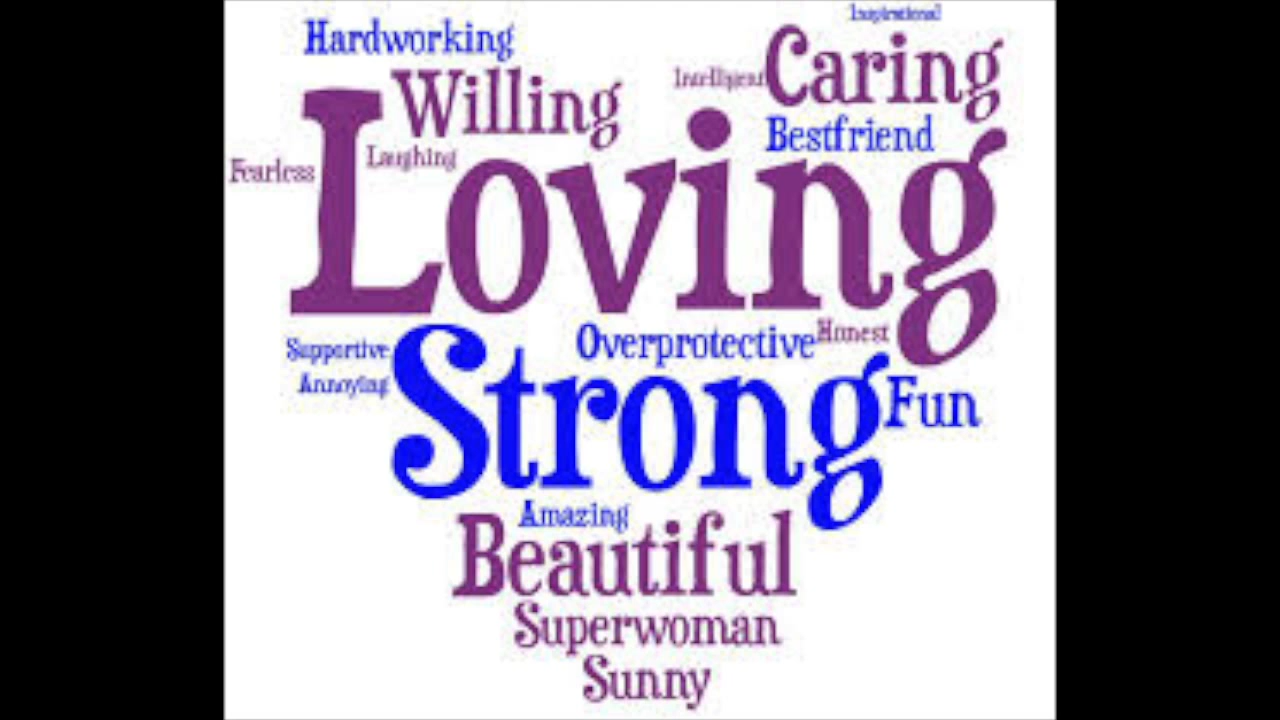 Inspirational
Hardworking
Caring
Willing
Intelligent
Bestfriend
Loving
Laughing
Fearless
Honest
Overprotective
Supportive
Strong
Annoying
Fun
Amazing
Beautiful
Superwoman
Sunny